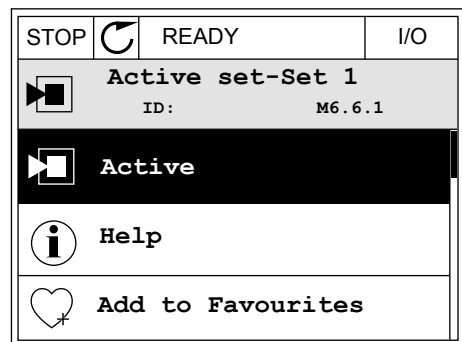 STOP READY I/O
Active set-Set 1
ID: M6.6.1
Active
Help
Add to Favourites